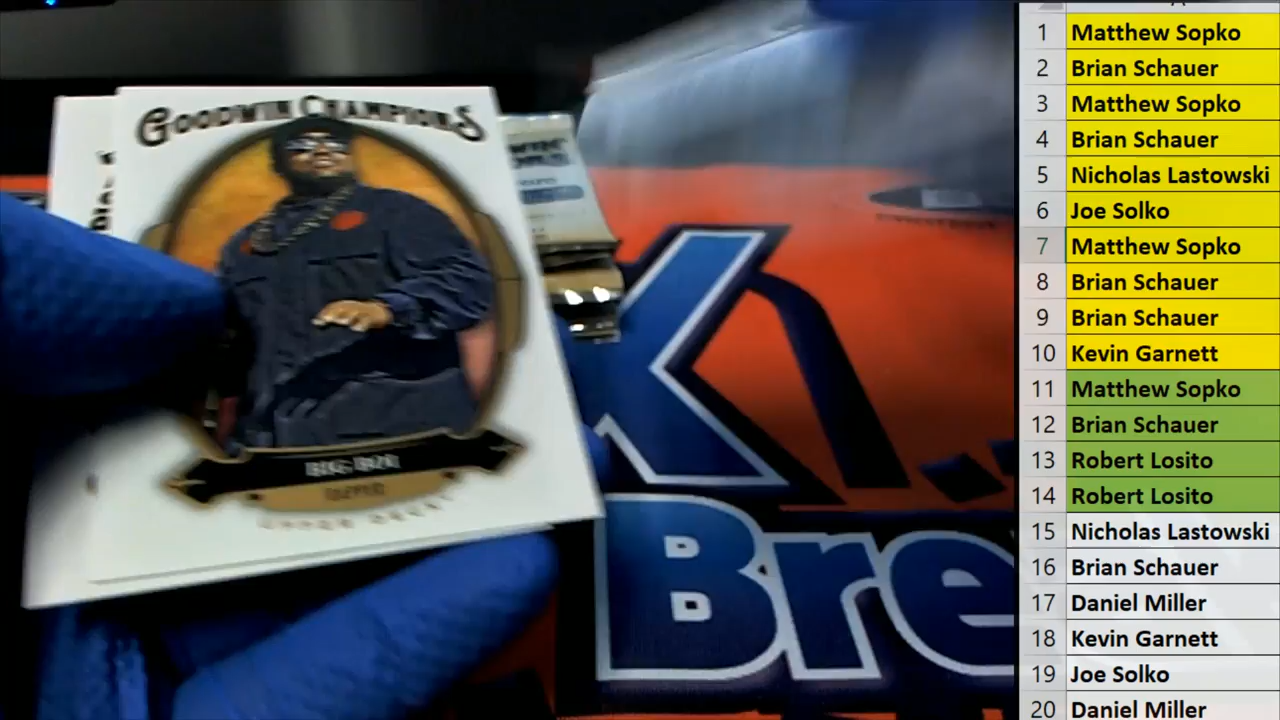 GOODWIN CHAMPIONS
BIG BOI
UPPER DECK
K
Bre
1 Matthew Sopko
2 Brian Schauer
3 Matthew Sopko
4 Brian Schauer
5 Nicholas Lastowski
6 Joe Solko
7 Matthew Sopko
8 Brian Schauer
9 Brian Schauer
10 Kevin Garnett
11 Matthew Sopko
12 Brian Schauer
13 Robert Losito
14 Robert Losito
15 Nicholas Lastowski
16 Brian Schauer
17 Daniel Miller
18 Kevin Garnett
19 Joe Solko
20 Daniel Miller